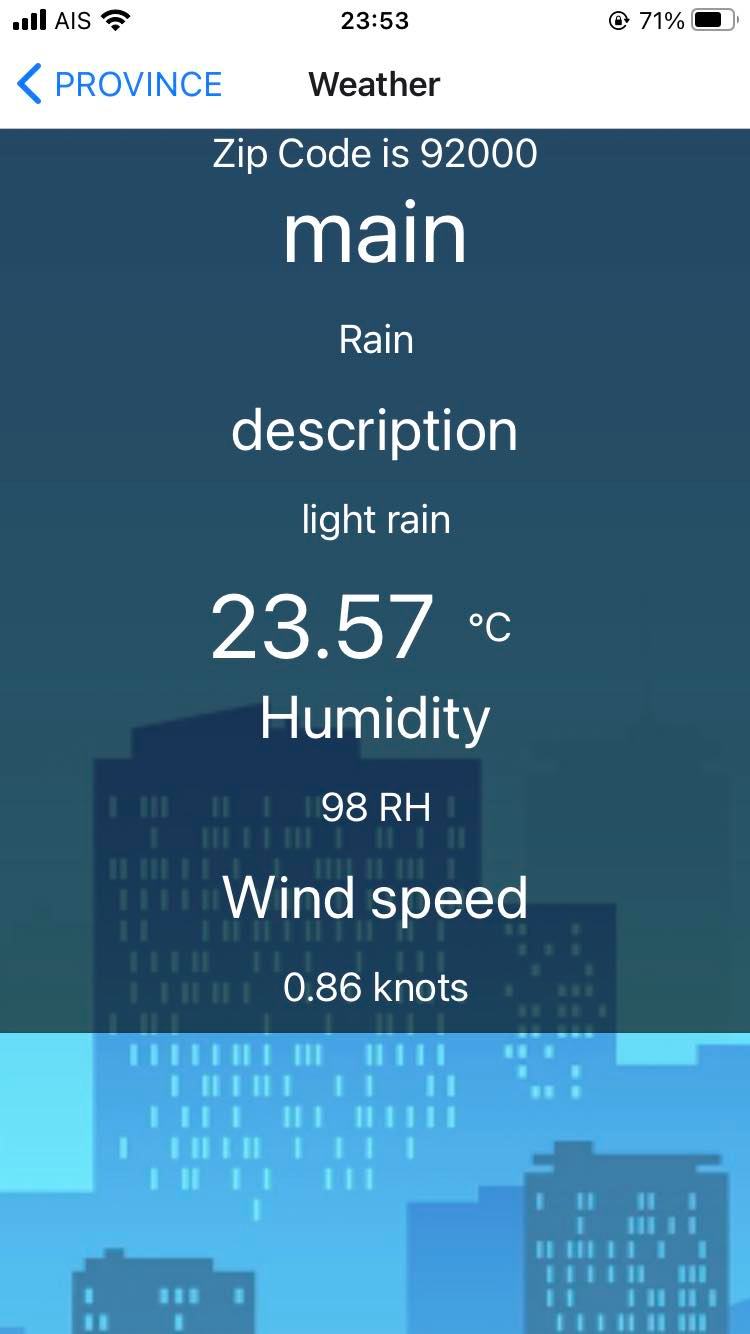 AIS 23:53 71%
PROVINCE Weather
Zip Code is 92000
main
Rain
description
light rain
23.57 °C
Humidity
98 RH
Wind speed
0.86 knots